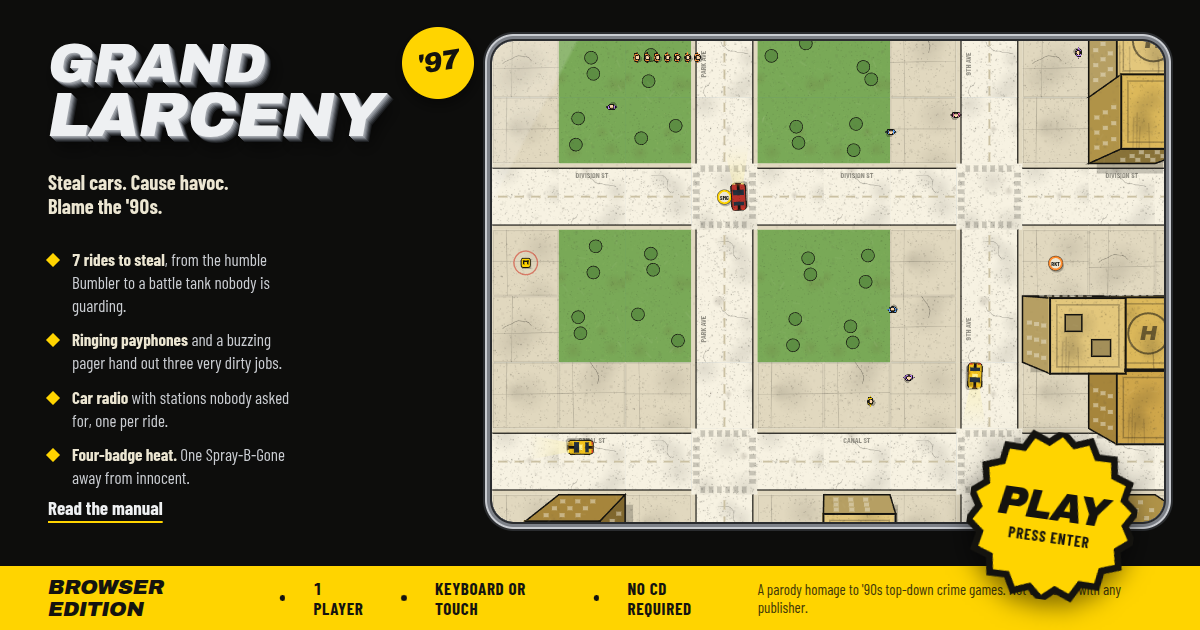 GRAND
LARCENY
'97
Steal cars. Cause havoc.
Blame the '90s.
7 rides to steal, from the humble
Bumbler to a battle tank nobody is
guarding.
Ringing payphones and a buzzing
pager hand out three very dirty jobs.
Car radio with stations nobody asked
for, one per ride.
Four-badge heat. One Spray-B-Gone
away from innocent.
Read the manual
PARK AVE
9TH AVE
H
DIVISION ST
DIVISION ST
DIVISION ST
SMG
RKT
PARK AVE
9TH AVE
H
CANAL ST
PLAY
PRESS ENTER
BROWSER
EDITION
1
PLAYER
KEYBOARD OR
TOUCH
NO CD
REQUIRED
A parody homage to '90s top-down crime games. with any
publisher.